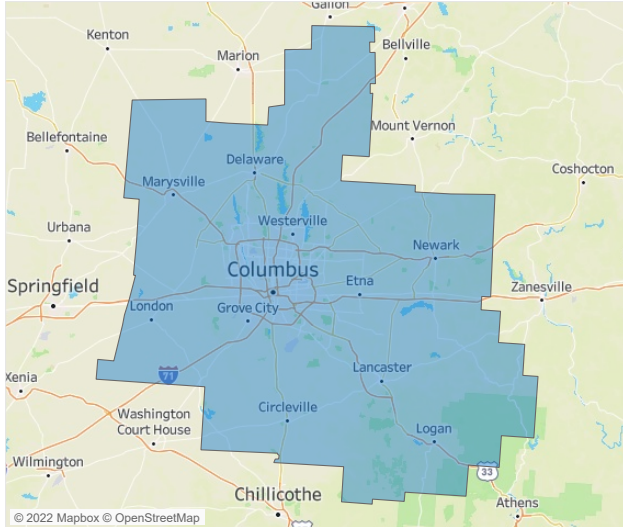 Galion
Kenton
Bellville
Marion
Mount Vernon
Bellefontaine
Delaware
Coshocton
Marysville
Urbana
Westerville
Newark
Columbus
Springfield
Etna
Zanesville
London
Grove City
Lancaster
71
Xenia
Circleville
Washington
Court House
Logan
Wilmington
33
Chillicothe
Athens
© 2022 Mapbox © OpenStreetMap